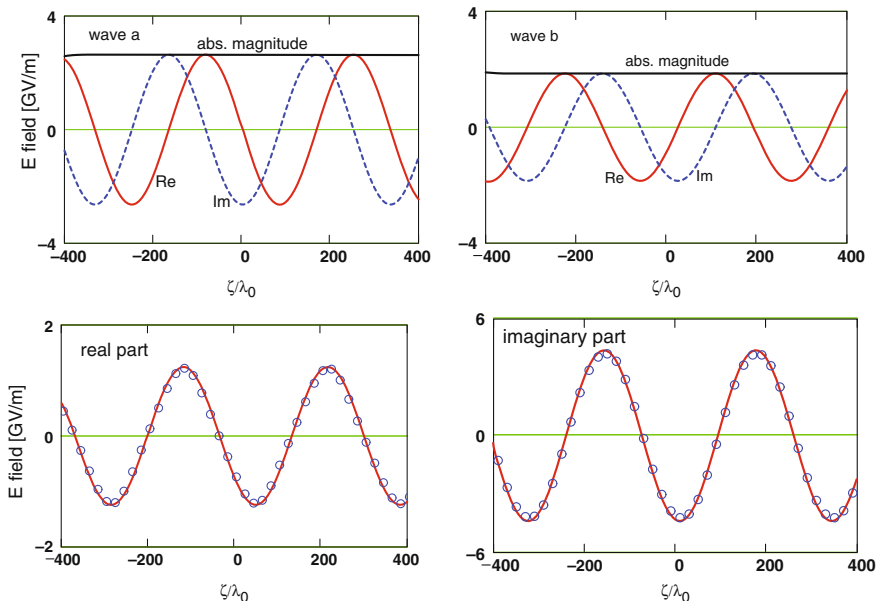 4
wave a
abs. magnitude
E field [GV/m]
0
Re
Im
−4
−400
−200
0
200
400
ζ/λ0
4
wave b
abs. magnitude
0
Re
Im
−4
−400
−200
0
200
400
ζ/λ0
2
real part
E field [GV/m]
0
−2
−400
−200
0
200
400
ζ/λ0
6
imaginary part
0
−6
−400
−200
0
200
400
ζ/λ0